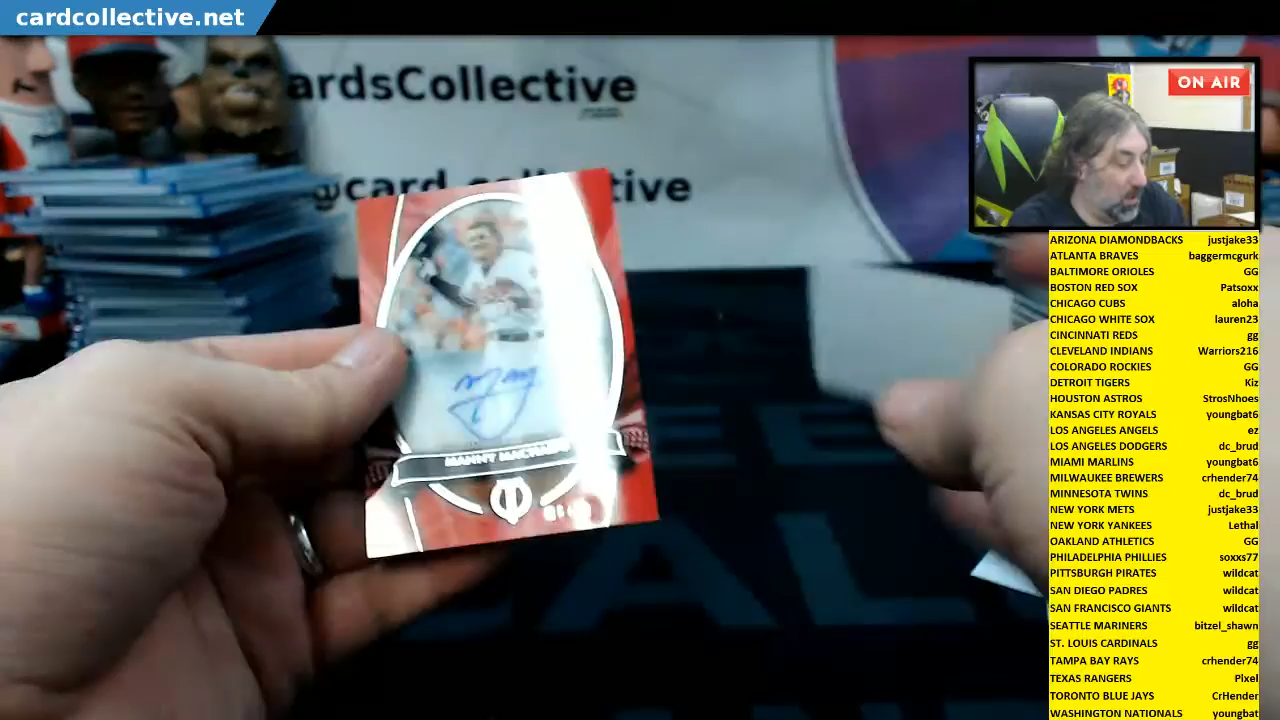 cardcollective.net
ardsCollective
@card_collective
ON AIR
MANNY
ARIZONA DIAMONDBACKS justjake33
ATLANTA BRAVES baggermcgurk
BALTIMORE ORIOLES GG
BOSTON RED SOX Patsoxx
CHICAGO CUBS aloha
CHICAGO WHITE SOX lauren23
CINCINNATI REDS gg
CLEVELAND INDIANS Warriors216
COLORADO ROCKIES GG
DETROIT TIGERS Kiz
HOUSTON ASTROS StrosNhoes
KANSAS CITY ROYALS youngbat6
LOS ANGELES ANGELS ez
LOS ANGELES DODGERS dc_brud
MIAMI MARLINS youngbat6
MILWAUKEE BREWERS crhender74
MINNESOTA TWINS dc_brud
NEW YORK METS justjake33
NEW YORK YANKEES Lethal
OAKLAND ATHLETICS GG
PHILADELPHIA PHILLIES soxxs77
PITTSBURGH PIRATES wildcat
SAN DIEGO PADRES wildcat
SAN FRANCISCO GIANTS wildcat
SEATTLE MARINERS bitzel_shawn
ST. LOUIS CARDINALS gg
TAMPA BAY RAYS crhender74
TEXAS RANGERS Pixel
TORONTO BLUE JAYS CrHender
WASHINGTON NATIONALS youngbat